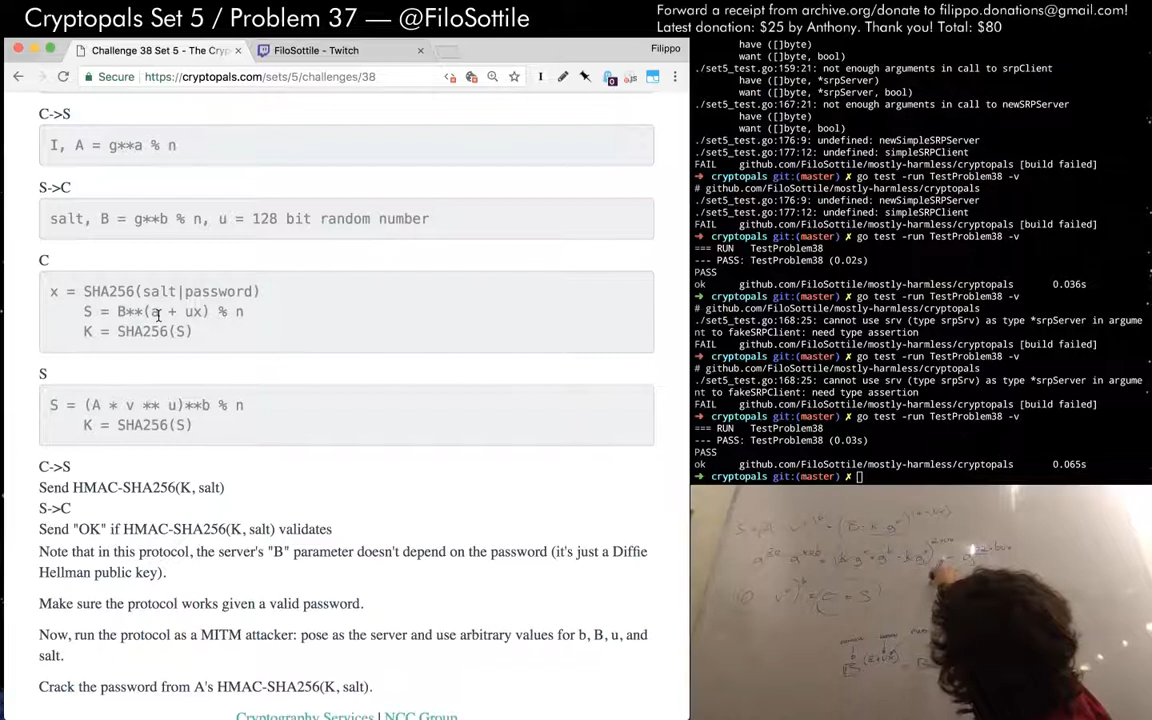 Cryptopals Set 5 / Problem 37 — @FiloSottile
Forward a receipt from archive.org/donate to filippo.donations@gmail.com!
Latest donation: $25 by Anthony. Thank you! Total: $80
Challenge 38 Set 5 - The Cryp
FiloSottile - Twitch
Filippo
Secure
https://cryptopals.com/sets/5/challenges/38
C->S
I, A = g**a % n
S->C
salt, B = g**b % n, u = 128 bit random number
C
x = SHA256(salt|password)
S = B**(a + ux) % n
K = SHA256(S)
S
S = (A * v ** u)**b % n
K = SHA256(S)
C->S
Send HMAC-SHA256(K, salt)
S->C
Send "OK" if HMAC-SHA256(K, salt) validates
Note that in this protocol, the server's "B" parameter doesn't depend on the password (it's just a Diffie
Hellman public key).
Make sure the protocol works given a valid password.
Now, run the protocol as a MITM attacker: pose as the server and use arbitrary values for b, B, u, and
salt.
Crack the password from A's HMAC-SHA256(K, salt).
Cryptography Services | NCC Group
have ([]byte)
want ([]byte, bool)
./set5_test.go:159:21: not enough arguments in call to srpClient
have ([]byte, *srpServer)
want ([]byte, *srpServer, bool)
./set5_test.go:167:21: not enough arguments in call to newSRPServer
have ([]byte)
want ([]byte, bool)
./set5_test.go:176:9: undefined: newSimpleSRPServer
./set5_test.go:177:12: undefined: simpleSRPClient
FAIL github.com/FiloSottile/mostly-harmless/cryptopals [build failed]
➜ cryptopals git:(master) ✗ go test -run TestProblem38 -v
# github.com/FiloSottile/mostly-harmless/cryptopals
./set5_test.go:176:9: undefined: newSimpleSRPServer
./set5_test.go:177:12: undefined: simpleSRPClient
FAIL github.com/FiloSottile/mostly-harmless/cryptopals [build failed]
➜ cryptopals git:(master) ✗ go test -run TestProblem38 -v
=== RUN TestProblem38
--- PASS: TestProblem38 (0.02s)
PASS
ok github.com/FiloSottile/mostly-harmless/cryptopals 0.036s
➜ cryptopals git:(master) ✗ go test -run TestProblem38 -v
# github.com/FiloSottile/mostly-harmless/cryptopals
./set5_test.go:168:25: cannot use srv (type srpSrv) as type *srpServer in argume
nt to fakeSRPClient: need type assertion
FAIL github.com/FiloSottile/mostly-harmless/cryptopals [build failed]
➜ cryptopals git:(master) ✗ go test -run TestProblem38 -v
# github.com/FiloSottile/mostly-harmless/cryptopals
./set5_test.go:168:25: cannot use srv (type srpSrv) as type *srpServer in argume
nt to fakeSRPClient: need type assertion
FAIL github.com/FiloSottile/mostly-harmless/cryptopals [build failed]
➜ cryptopals git:(master) ✗ go test -run TestProblem38 -v
=== RUN TestProblem38
--- PASS: TestProblem38 (0.03s)
PASS
ok github.com/FiloSottile/mostly-harmless/cryptopals 0.065s
➜ cryptopals git:(master) ✗